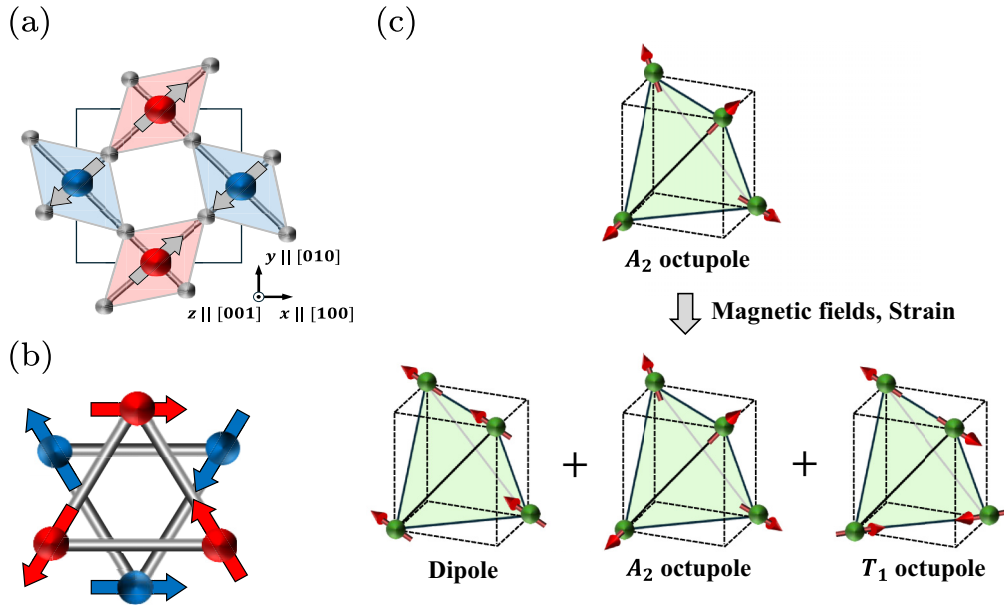 (a)
y || [010]
z || [001]
x || [100]
(b)
(c)
A₂ octupole
Magnetic fields, Strain
+
+
Dipole
A₂ octupole
T₁ octupole